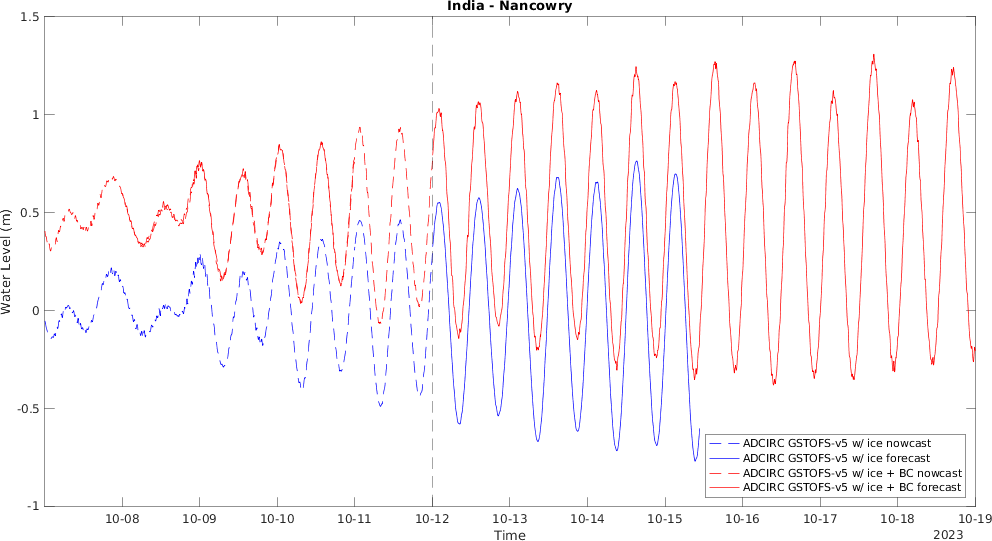 India - Nancowry
1.5
1
0.5
0
-0.5
-1
Water Level (m)
ADCIRC GSTOFS-v5 w/ ice nowcast
ADCIRC GSTOFS-v5 w/ ice forecast
ADCIRC GSTOFS-v5 w/ ice + BC nowcast
ADCIRC GSTOFS-v5 w/ ice + BC forecast
10-08 10-09 10-10 10-11 10-12 10-13 10-14 10-15 10-16 10-17 10-18 10-19
Time
2023